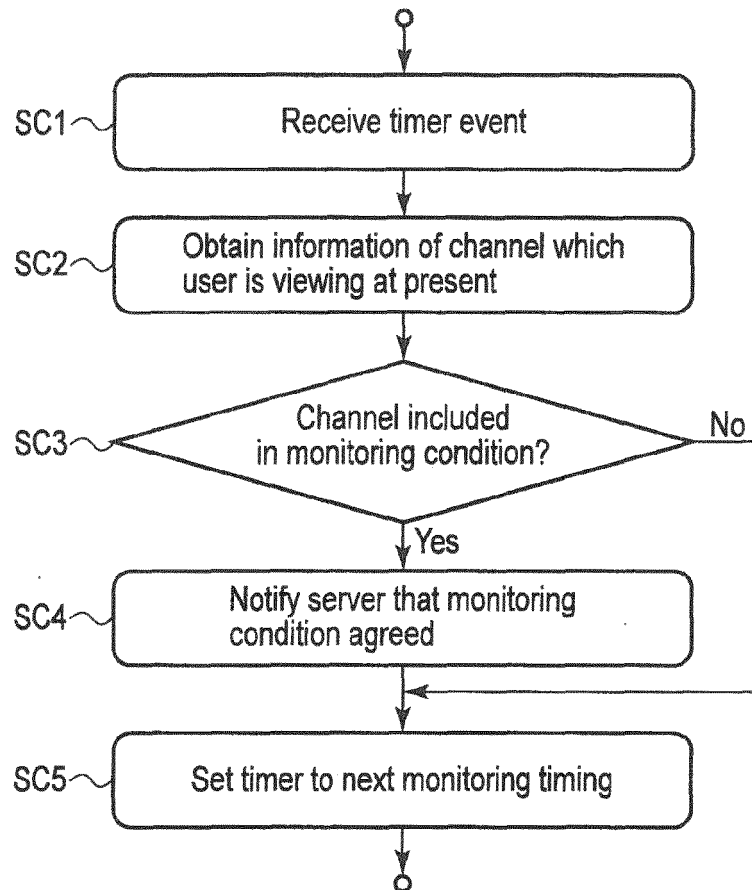 SC1
Receive timer event
SC2
Obtain information of channel which
user is viewing at present
SC3
Channel included
in monitoring condition?
No
Yes
SC4
Notify server that monitoring
condition agreed
SC5
Set timer to next monitoring timing